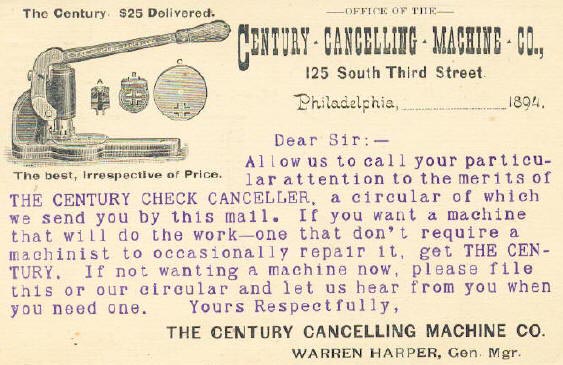 The Century. $25 Delivered.
The best, Irrespective of Price.
—OFFICE OF THE—
CENTURY - CANCELLING - MACHINE - CO.,
125 South Third Street.
Philadelphia, 1894.
Dear Sir:—
Allow us to call your particu-
lar attention to the merits of
THE CENTURY CHECK CANCELLER, a circular of which
we send you by this mail. If you want a machine
that will do the work—one that don't require a
machinist to occasionally repair it, get THE CEN-
TURY. If not wanting a machine now, please file
this or our circular and let us hear from you when
you need one. Yours Respectfully,
THE CENTURY CANCELLING MACHINE CO.
WARREN HARPER, Gen. Mgr.